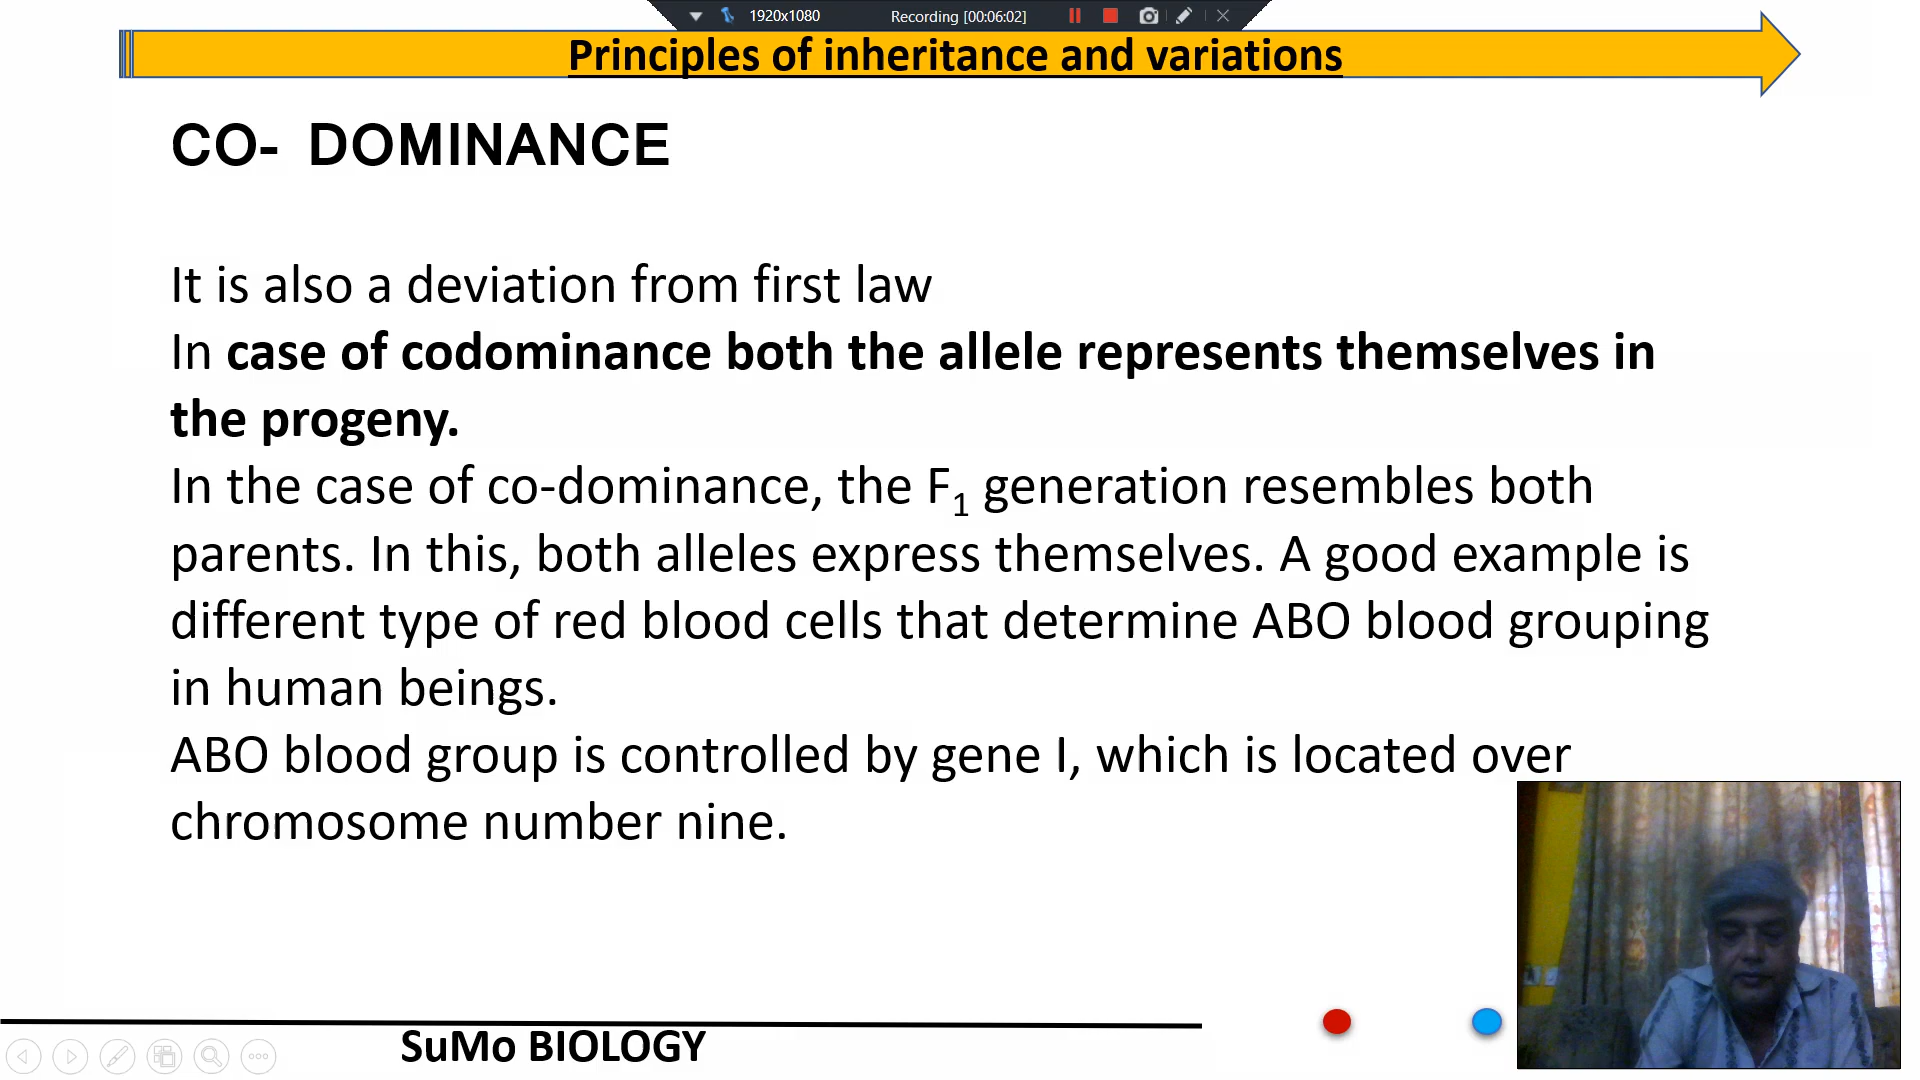 1920x1080 Recording [00:06:02]
Principles of inheritance and variations
CO- DOMINANCE
It is also a deviation from first law
In case of codominance both the allele represents themselves in
the progeny.
In the case of co-dominance, the F1 generation resembles both
parents. In this, both alleles express themselves. A good example is
different type of red blood cells that determine ABO blood grouping
in human beings.
ABO blood group is controlled by gene I, which is located over
chromosome number nine.
SuMo BIOLOGY